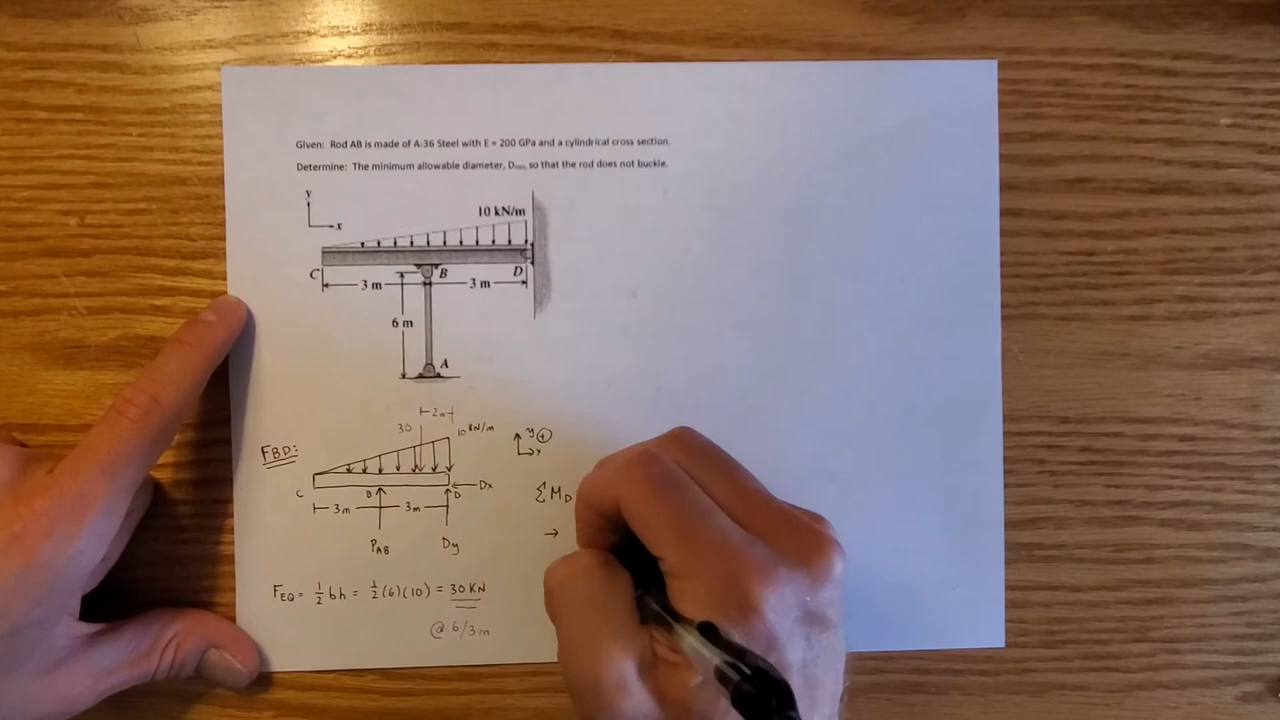 Given: Rod AB is made of A-36 Steel with E = 200 GPa and a cylindrical cross section.
Determine: The minimum allowable diameter, Dmin, so that the rod does not buckle.
y
x
10 kN/m
C
B
D
3 m
3 m
6 m
A
FBD:
2m
30
10 KN/m
y +
x
C
B
D
Dx
3m
3m
PAB
Dy
ΣMD
→
FEQ = 1/2 bh = 1/2 (6)(10) = 30 KN
@ 6/3 m